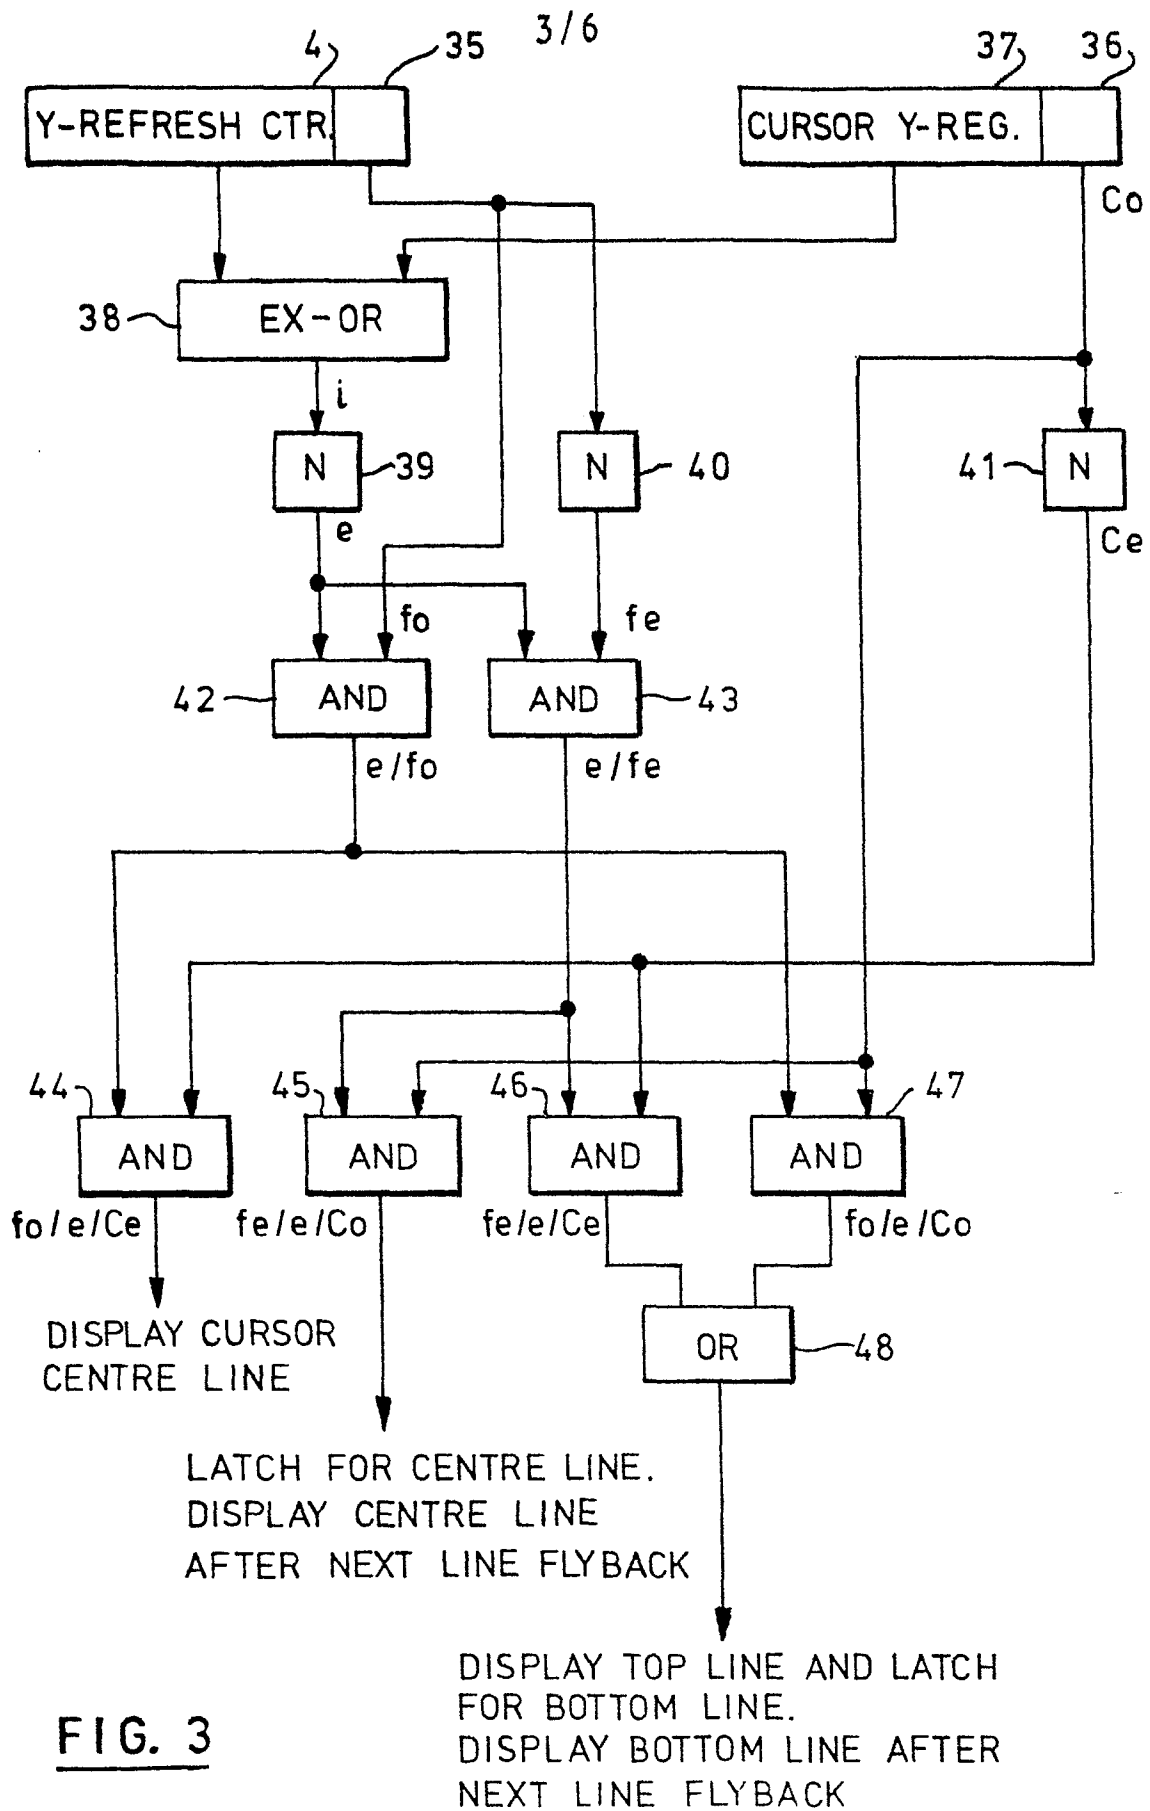 3/6
4 35 37 36
Y-REFRESH CTR. CURSOR Y-REG.
Co
38 EX-OR
i
N 39 N 40 41 N
e Ce
fo fe
42 AND AND 43
e/fo e/fe
44 45 46 47
AND AND AND AND
fo/e/Ce fe/e/Co fe/e/Ce fo/e/Co
DISPLAY CURSOR
CENTRE LINE
OR 48
LATCH FOR CENTRE LINE.
DISPLAY CENTRE LINE
AFTER NEXT LINE FLYBACK
DISPLAY TOP LINE AND LATCH
FOR BOTTOM LINE.
DISPLAY BOTTOM LINE AFTER
NEXT LINE FLYBACK
FIG. 3